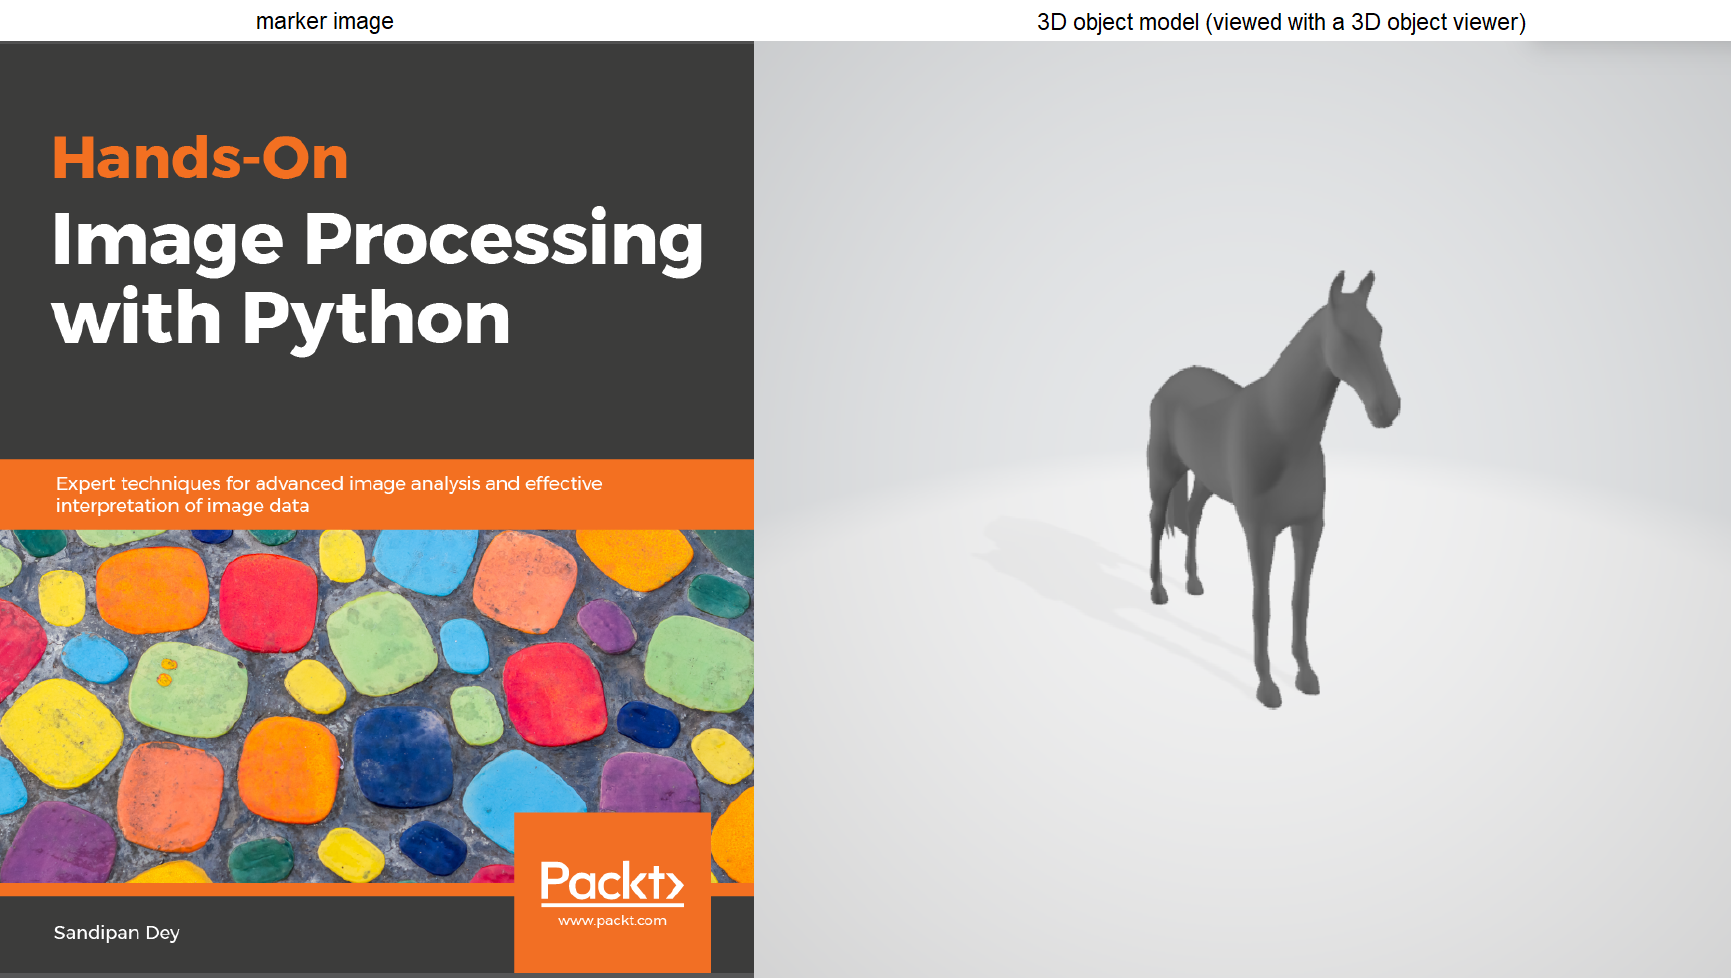 marker image
3D object model (viewed with a 3D object viewer)
Hands-On
Image Processing
with Python
Expert techniques for advanced image analysis and effective
interpretation of image data
Packt>
www.packt.com
Sandipan Dey